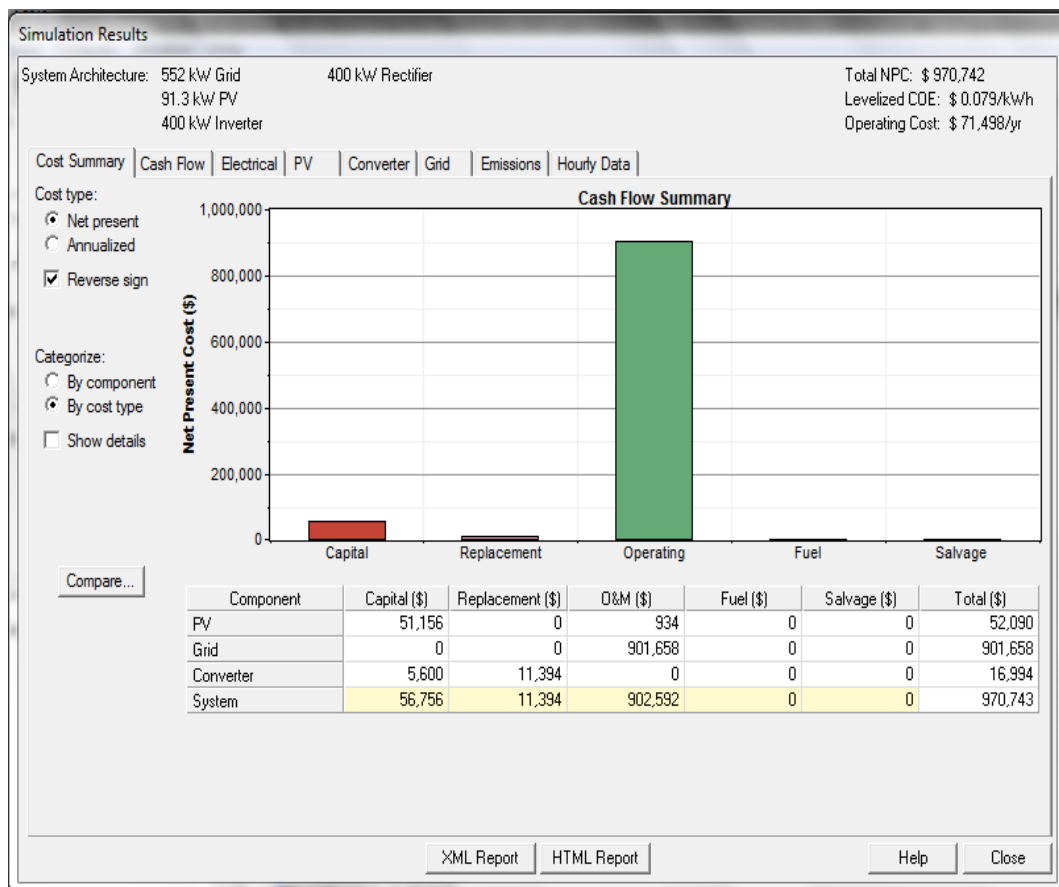 Simulation Results
System Architecture: 552 kW Grid 400 kW Rectifier
91.3 kW PV
400 kW Inverter
Total NPC: $ 970,742
Levelized COE: $ 0.079/kWh
Operating Cost: $ 71,498/yr
Cost Summary Cash Flow Electrical PV Converter Grid Emissions Hourly Data
Cost type:
Net present
Annualized
Reverse sign
Categorize:
By component
By cost type
Show details
Compare...
Cash Flow Summary
Net Present Cost ($)
1,000,000
800,000
600,000
400,000
200,000
0
Capital Replacement Operating Fuel Salvage
Component Capital ($) Replacement ($) O&M ($) Fuel ($) Salvage ($) Total ($)
PV 51,156 0 934 0 0 52,090
Grid 0 0 901,658 0 0 901,658
Converter 5,600 11,394 0 0 0 16,994
System 56,756 11,394 902,592 0 0 970,743
XML Report HTML Report Help Close